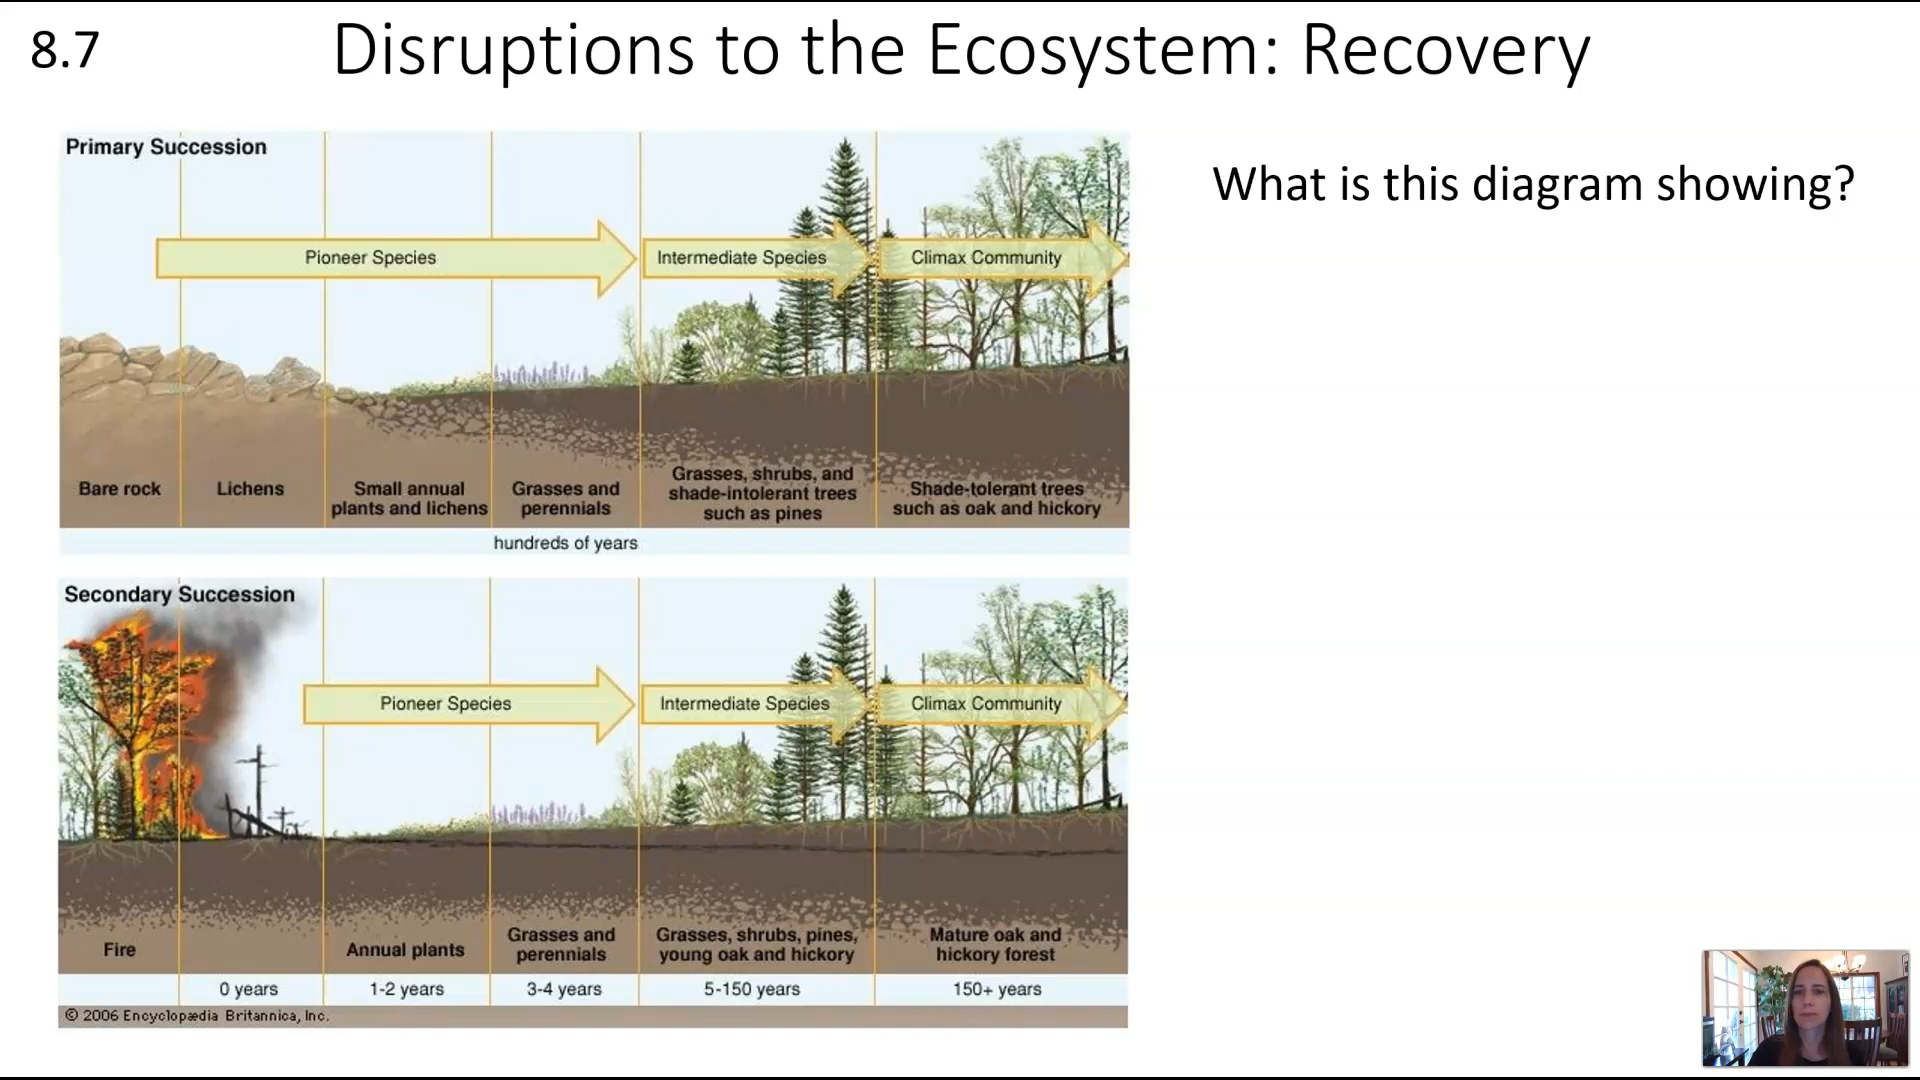 8.7
Disruptions to the Ecosystem: Recovery
What is this diagram showing?
Primary Succession
Pioneer Species
Intermediate Species
Climax Community
Bare rock
Lichens
Small annual
plants and lichens
Grasses and
perennials
Grasses, shrubs, and
shade-intolerant trees
such as pines
Shade-tolerant trees
such as oak and hickory
hundreds of years
Secondary Succession
Pioneer Species
Intermediate Species
Climax Community
Fire
Annual plants
Grasses and
perennials
Grasses, shrubs, pines,
young oak and hickory
Mature oak and
hickory forest
0 years
1-2 years
3-4 years
5-150 years
150+ years
© 2006 Encyclopædia Britannica, Inc.